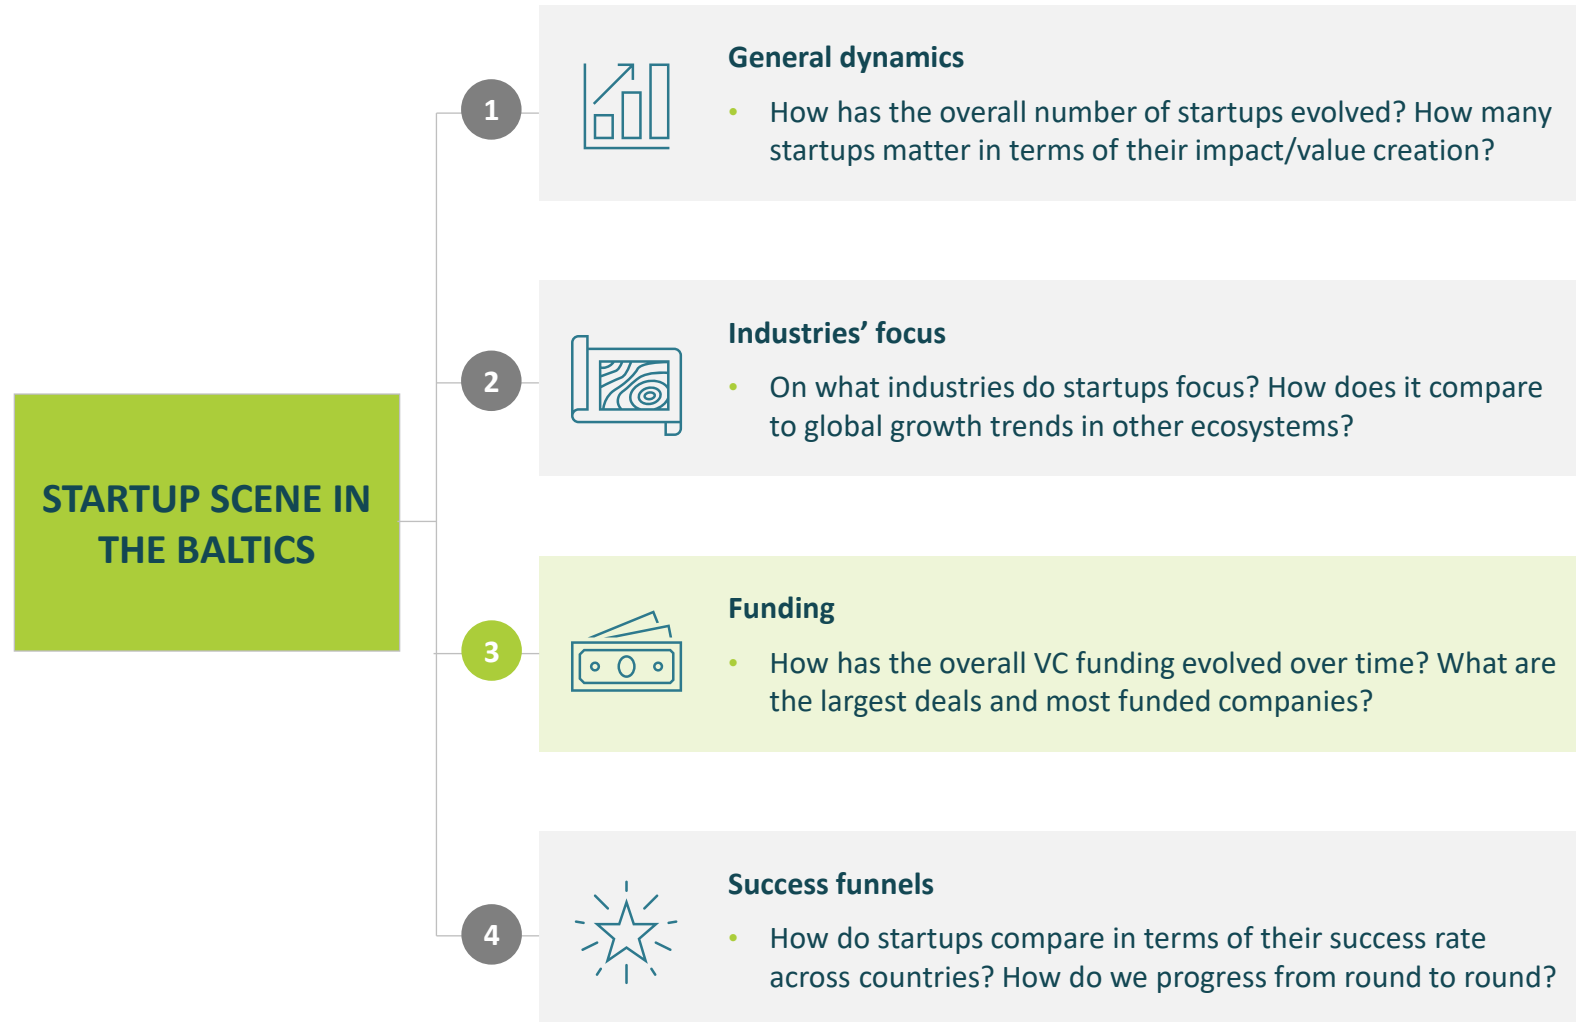 STARTUP SCENE IN
THE BALTICS
1
General dynamics
• How has the overall number of startups evolved? How many
startups matter in terms of their impact/value creation?
2
Industries’ focus
• On what industries do startups focus? How does it compare
to global growth trends in other ecosystems?
3
Funding
• How has the overall VC funding evolved over time? What are
the largest deals and most funded companies?
4
Success funnels
• How do startups compare in terms of their success rate
across countries? How do we progress from round to round?